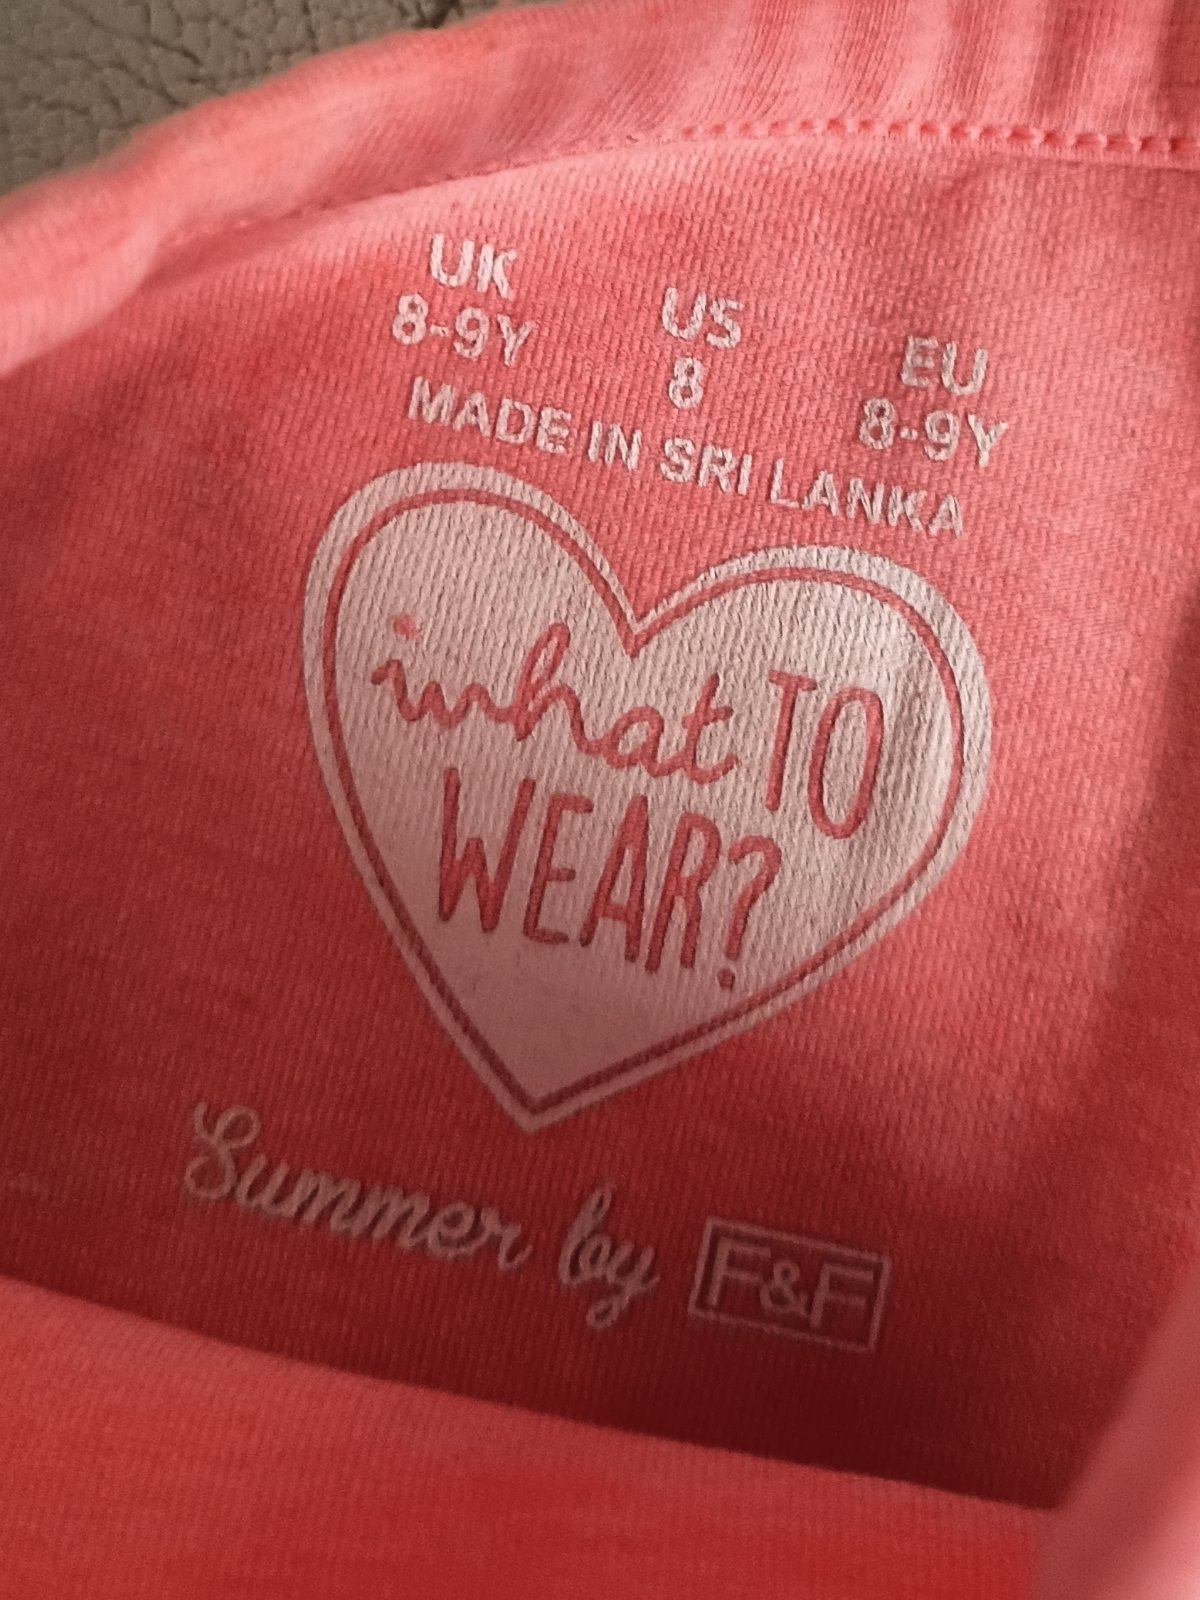 UK US EU
8-9Y 8 8-9Y
MADE IN SRI LANKA
what TO
WEAR?
Summer by F&F